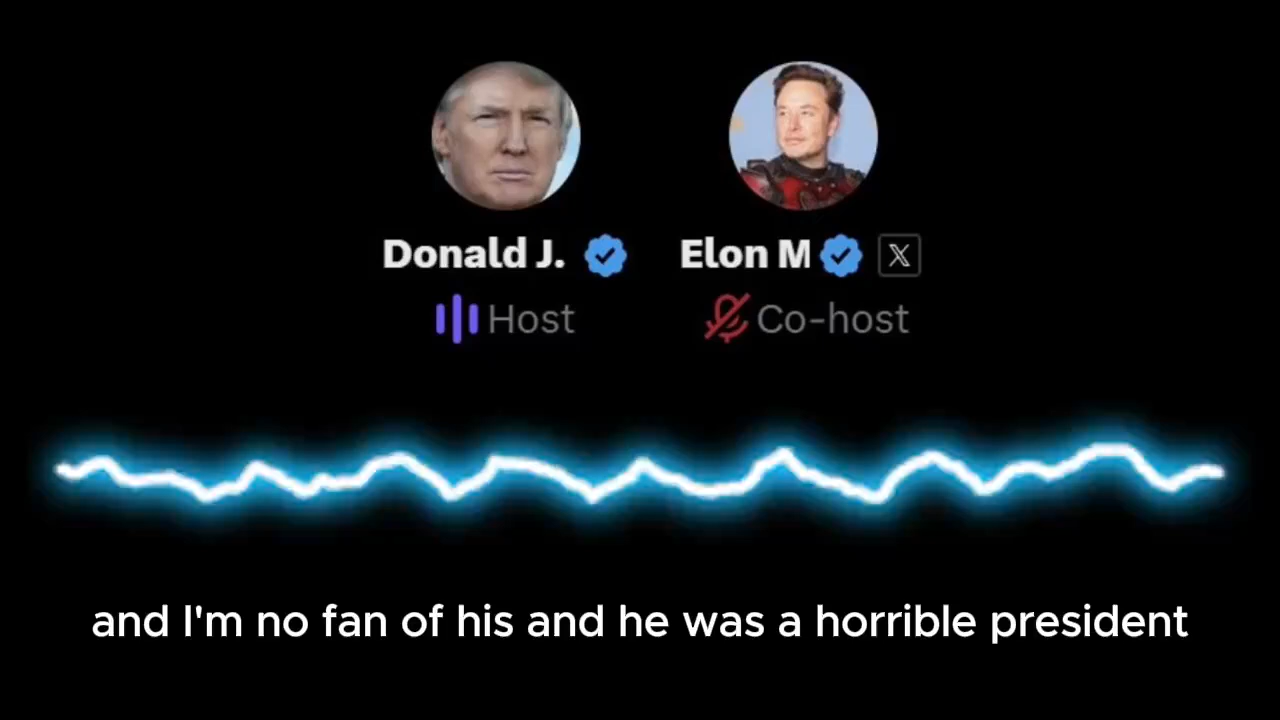 Donald J. Elon M X
Host Co-host
and I'm no fan of his and he was a horrible president